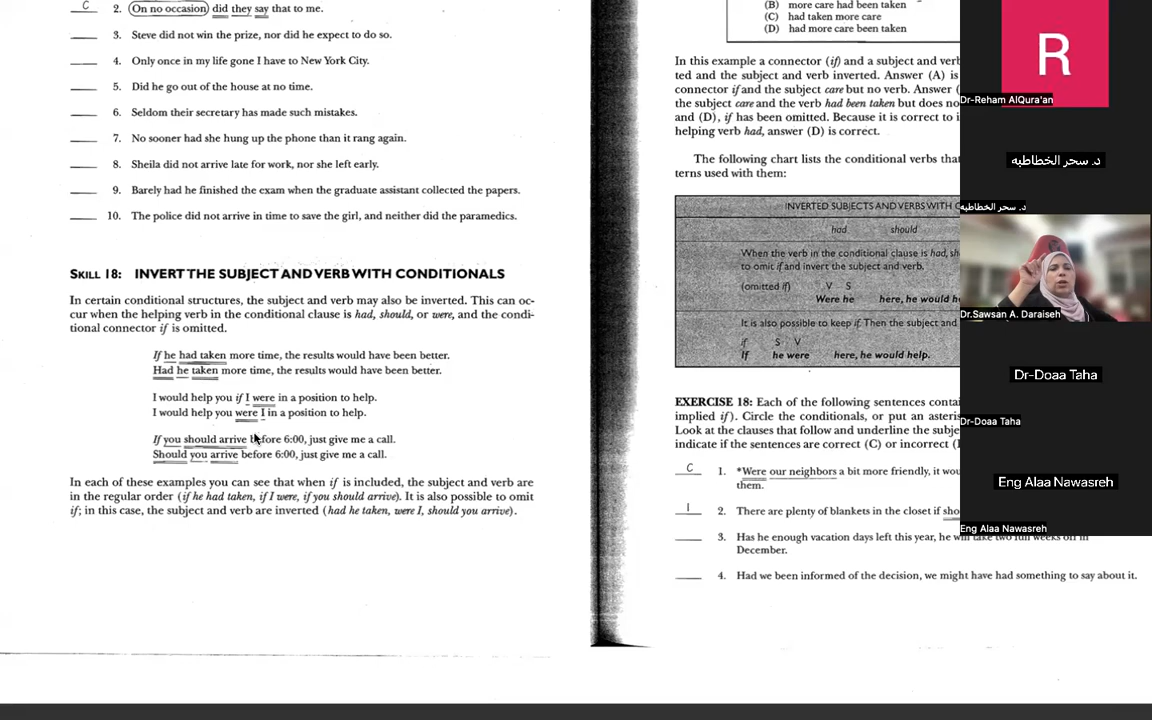 C 2. On no occasion did they say that to me.
3. Steve did not win the prize, nor did he expect to do so.
4. Only once in my life gone I have to New York City.
5. Did he go out of the house at no time.
6. Seldom their secretary has made such mistakes.
7. No sooner had she hung up the phone than it rang again.
8. Sheila did not arrive late for work, nor she left early.
9. Barely had he finished the exam when the graduate assistant collected the papers.
10. The police did not arrive in time to save the girl, and neither did the paramedics.
SKILL 18: INVERT THE SUBJECT AND VERB WITH CONDITIONALS
In certain conditional structures, the subject and verb may also be inverted. This can oc-
cur when the helping verb in the conditional clause is had, should, or were, and the condi-
tional connector if is omitted.
If he had taken more time, the results would have been better.
Had he taken more time, the results would have been better.
I would help you if I were in a position to help.
I would help you were I in a position to help.
If you should arrive before 6:00, just give me a call.
Should you arrive before 6:00, just give me a call.
In each of these examples you can see that when if is included, the subject and verb are
in the regular order (if he had taken, if I were, if you should arrive). It is also possible to omit
if; in this case, the subject and verb are inverted (had he taken, were I, should you arrive).
(B) more care had been taken
(C) had taken more care
(D) had more care been taken
In this example a connector (if) and a subject and verb
ted and the subject and verb inverted. Answer (A) is
connector if and the subject care but no verb. Answer (
the subject care and the verb had been taken but does no
and (D), if has been omitted. Because it is correct to i
helping verb had, answer (D) is correct.
The following chart lists the conditional verbs tha
terns used with them:
INVERTED SUBJECTS AND VERBS WITH C
had should
When the verb in the conditional clause is had, sh
to omit if and invert the subject and verb.
(omitted if) V S
Were he here, he would he
It is also possible to keep if. Then the subject and
if S V
If he were here, he would help.
EXERCISE 18: Each of the following sentences conta
implied if). Circle the conditionals, or put an asteris
Look at the clauses that follow and underline the subje
indicate if the sentences are correct (C) or incorrect (I
C 1. *Were our neighbors a bit more friendly, it wou
them.
I 2. There are plenty of blankets in the closet if sho
3. Has he enough vacation days left this year, he will take two full weeks off in
December.
4. Had we been informed of the decision, we might have had something to say about it.
R
Dr-Reham AlQura'an
د. سحر الخطاطبه
د. سحر الخطاطبه
Dr.Sawsan A. Daraiseh
Dr-Doaa Taha
Dr-Doaa Taha
Eng Alaa Nawasreh
Eng Alaa Nawasreh